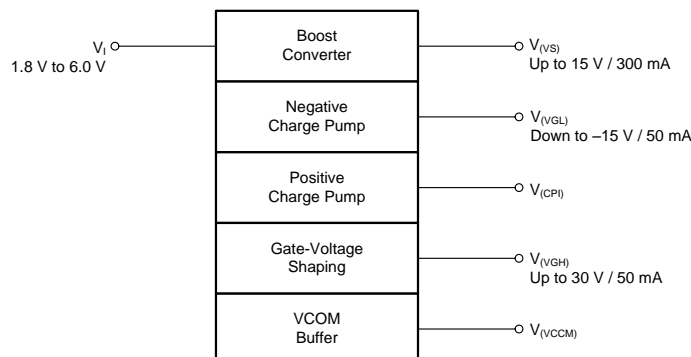 V_I
1.8 V to 6.0 V
Boost
Converter
V_(VS)
Up to 15 V / 300 mA
Negative
Charge Pump
V_(VGL)
Down to –15 V / 50 mA
Positive
Charge Pump
V_(CPI)
Gate-Voltage
Shaping
V_(VGH)
Up to 30 V / 50 mA
VCOM
Buffer
V_(VCCM)